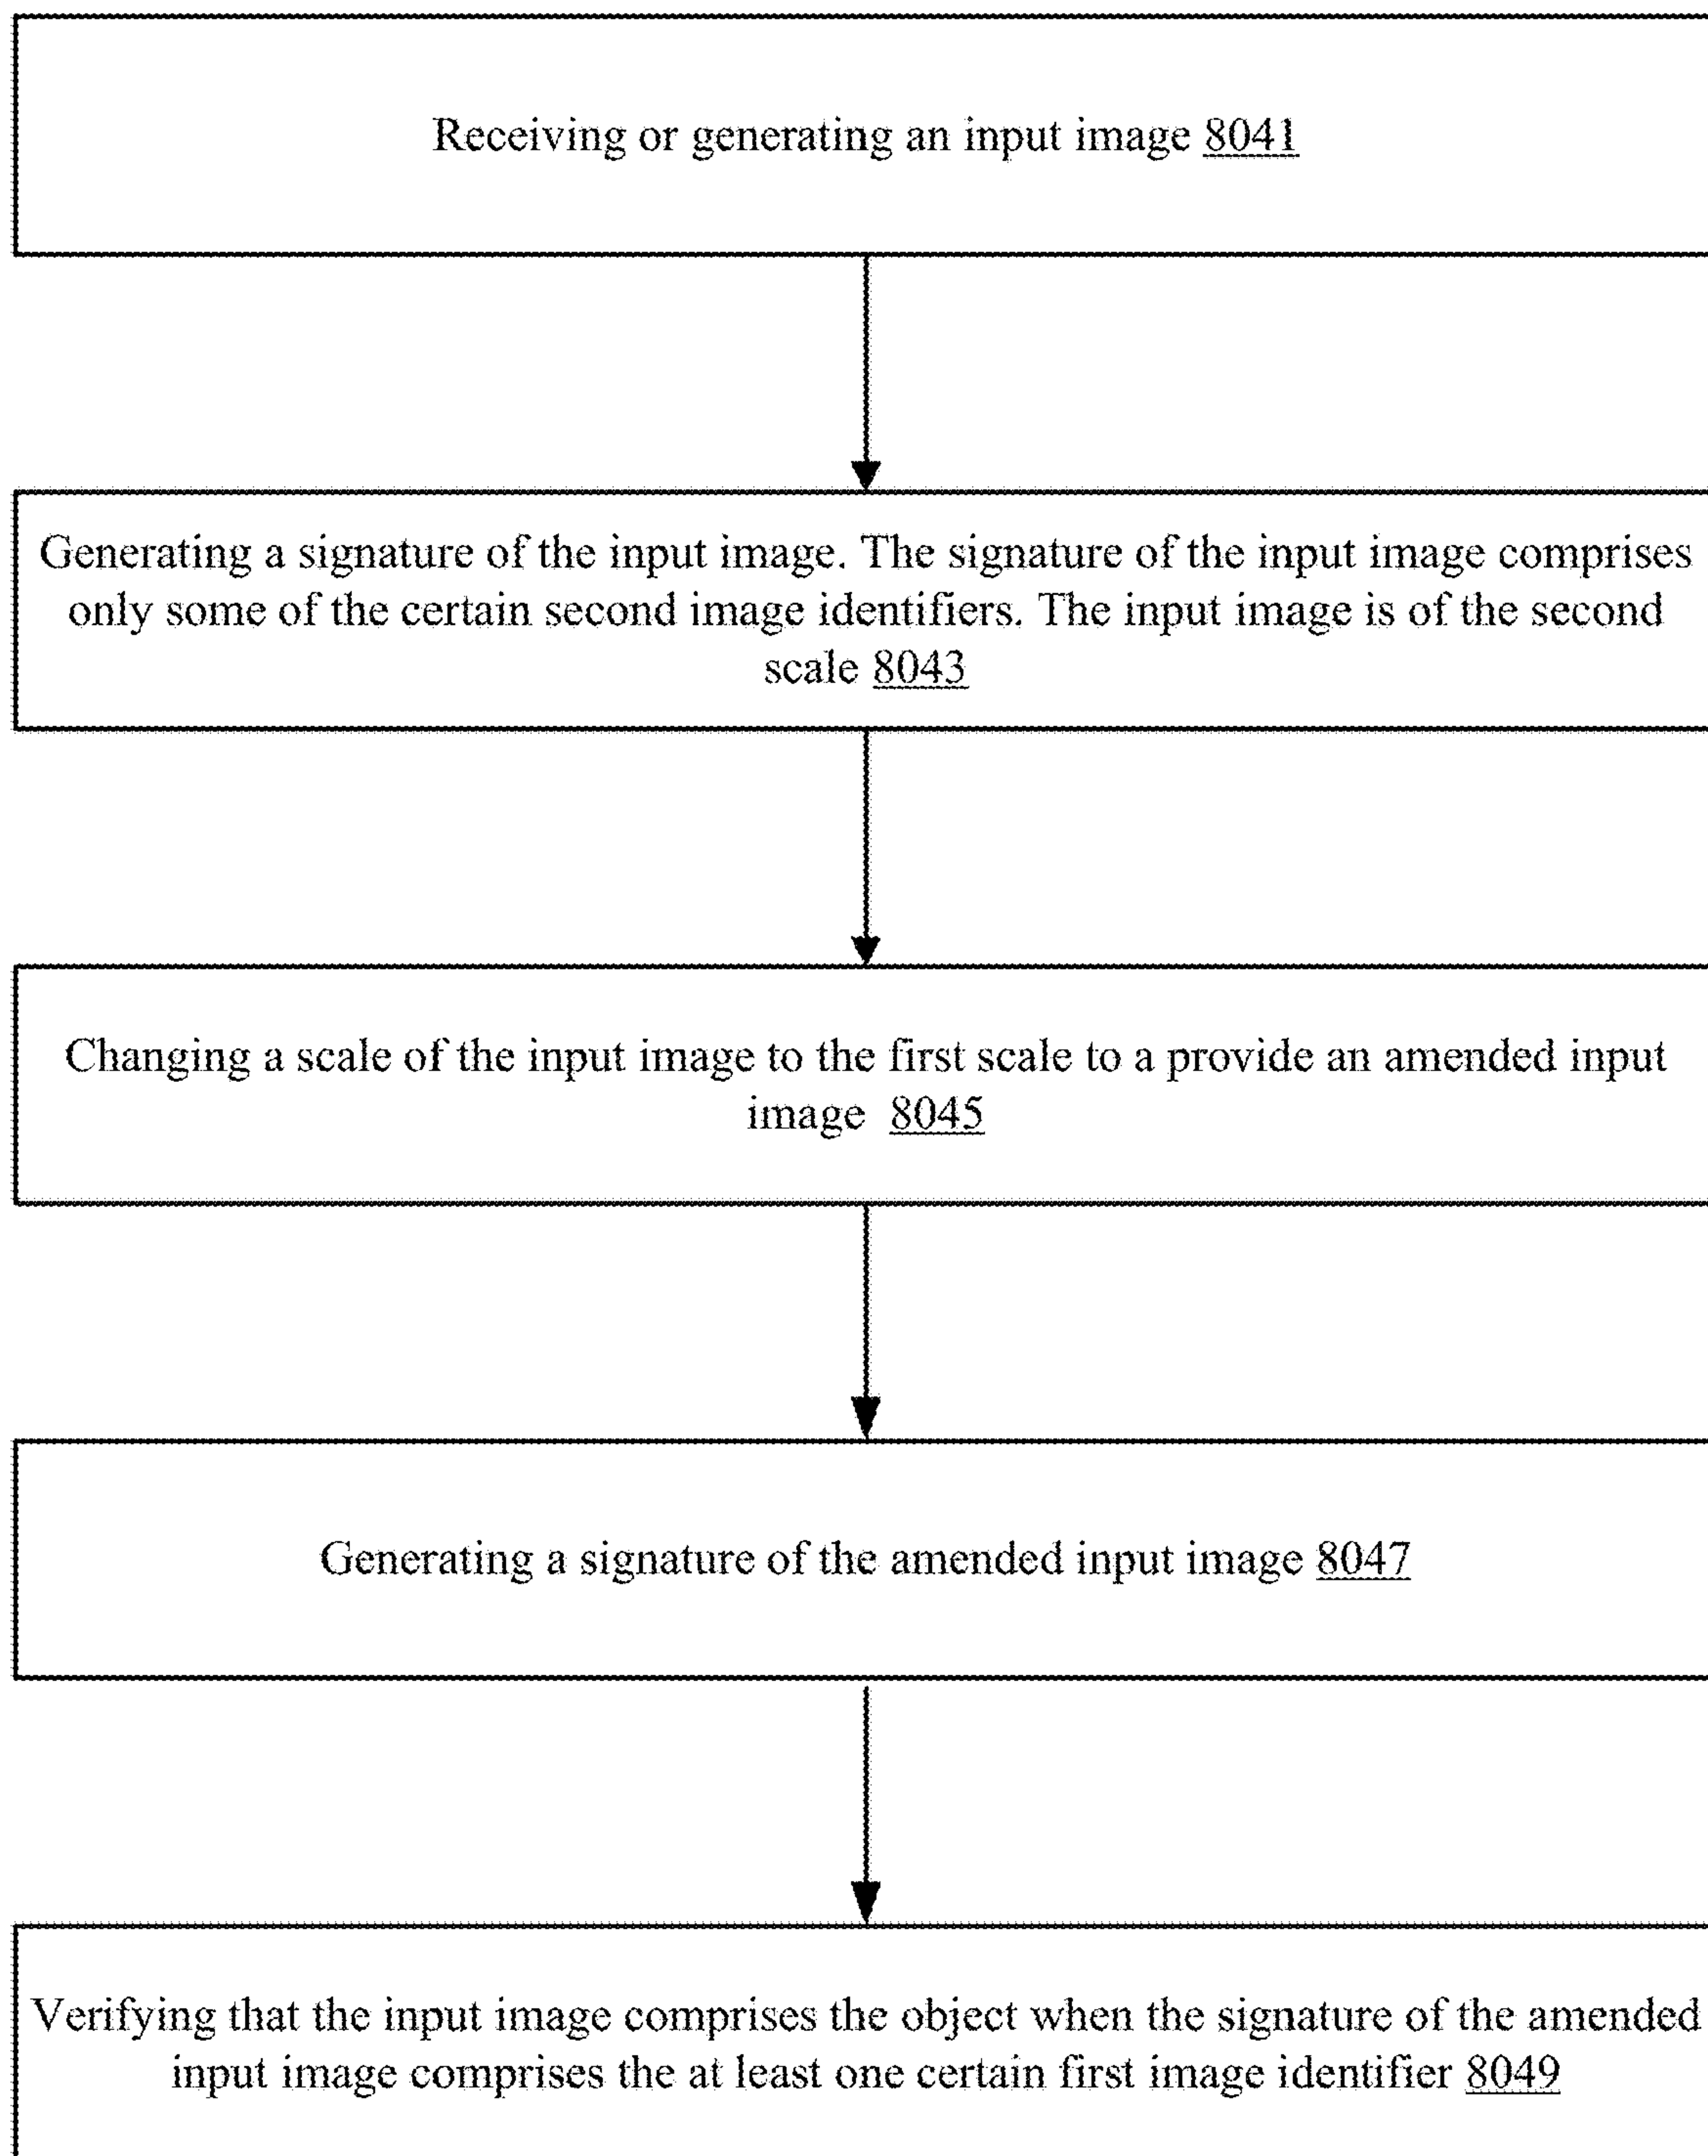 Receiving or generating an input image 8041
Generating a signature of the input image. The signature of the input image comprises
only some of the certain second image identifiers. The input image is of the second
scale 8043
Changing a scale of the input image to the first scale to a provide an amended input
image 8045
Generating a signature of the amended input image 8047
Verifying that the input image comprises the object when the signature of the amended
input image comprises the at least one certain first image identifier 8049